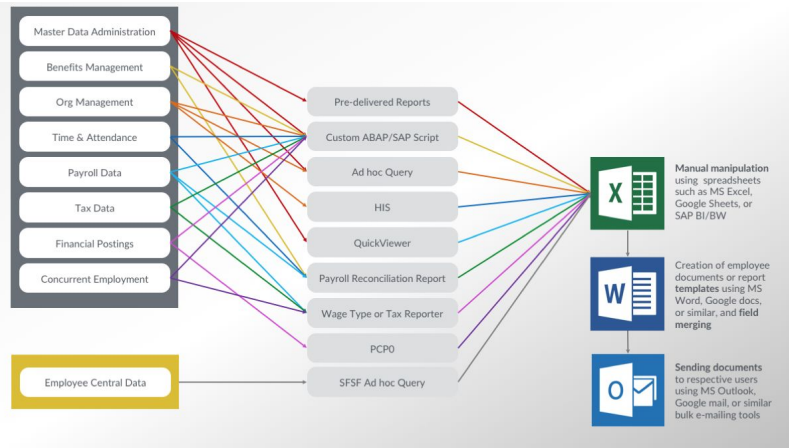 Master Data Administration
Benefits Management
Org Management
Time & Attendance
Payroll Data
Tax Data
Financial Postings
Concurrent Employment
Employee Central Data
Pre-delivered Reports
Custom ABAP/SAP Script
Ad hoc Query
HIS
QuickViewer
Payroll Reconciliation Report
Wage Type or Tax Reporter
PCP0
SFSF Ad hoc Query
X
Manual manipulation
using spreadsheets
such as MS Excel,
Google Sheets, or
SAP BI/BW
W
Creation of employee
documents or report
templates using MS
Word, Google docs,
or similar, and field
merging
O
Sending documents
to respective users
using MS Outlook,
Google mail, or similar
bulk e-mailing tools